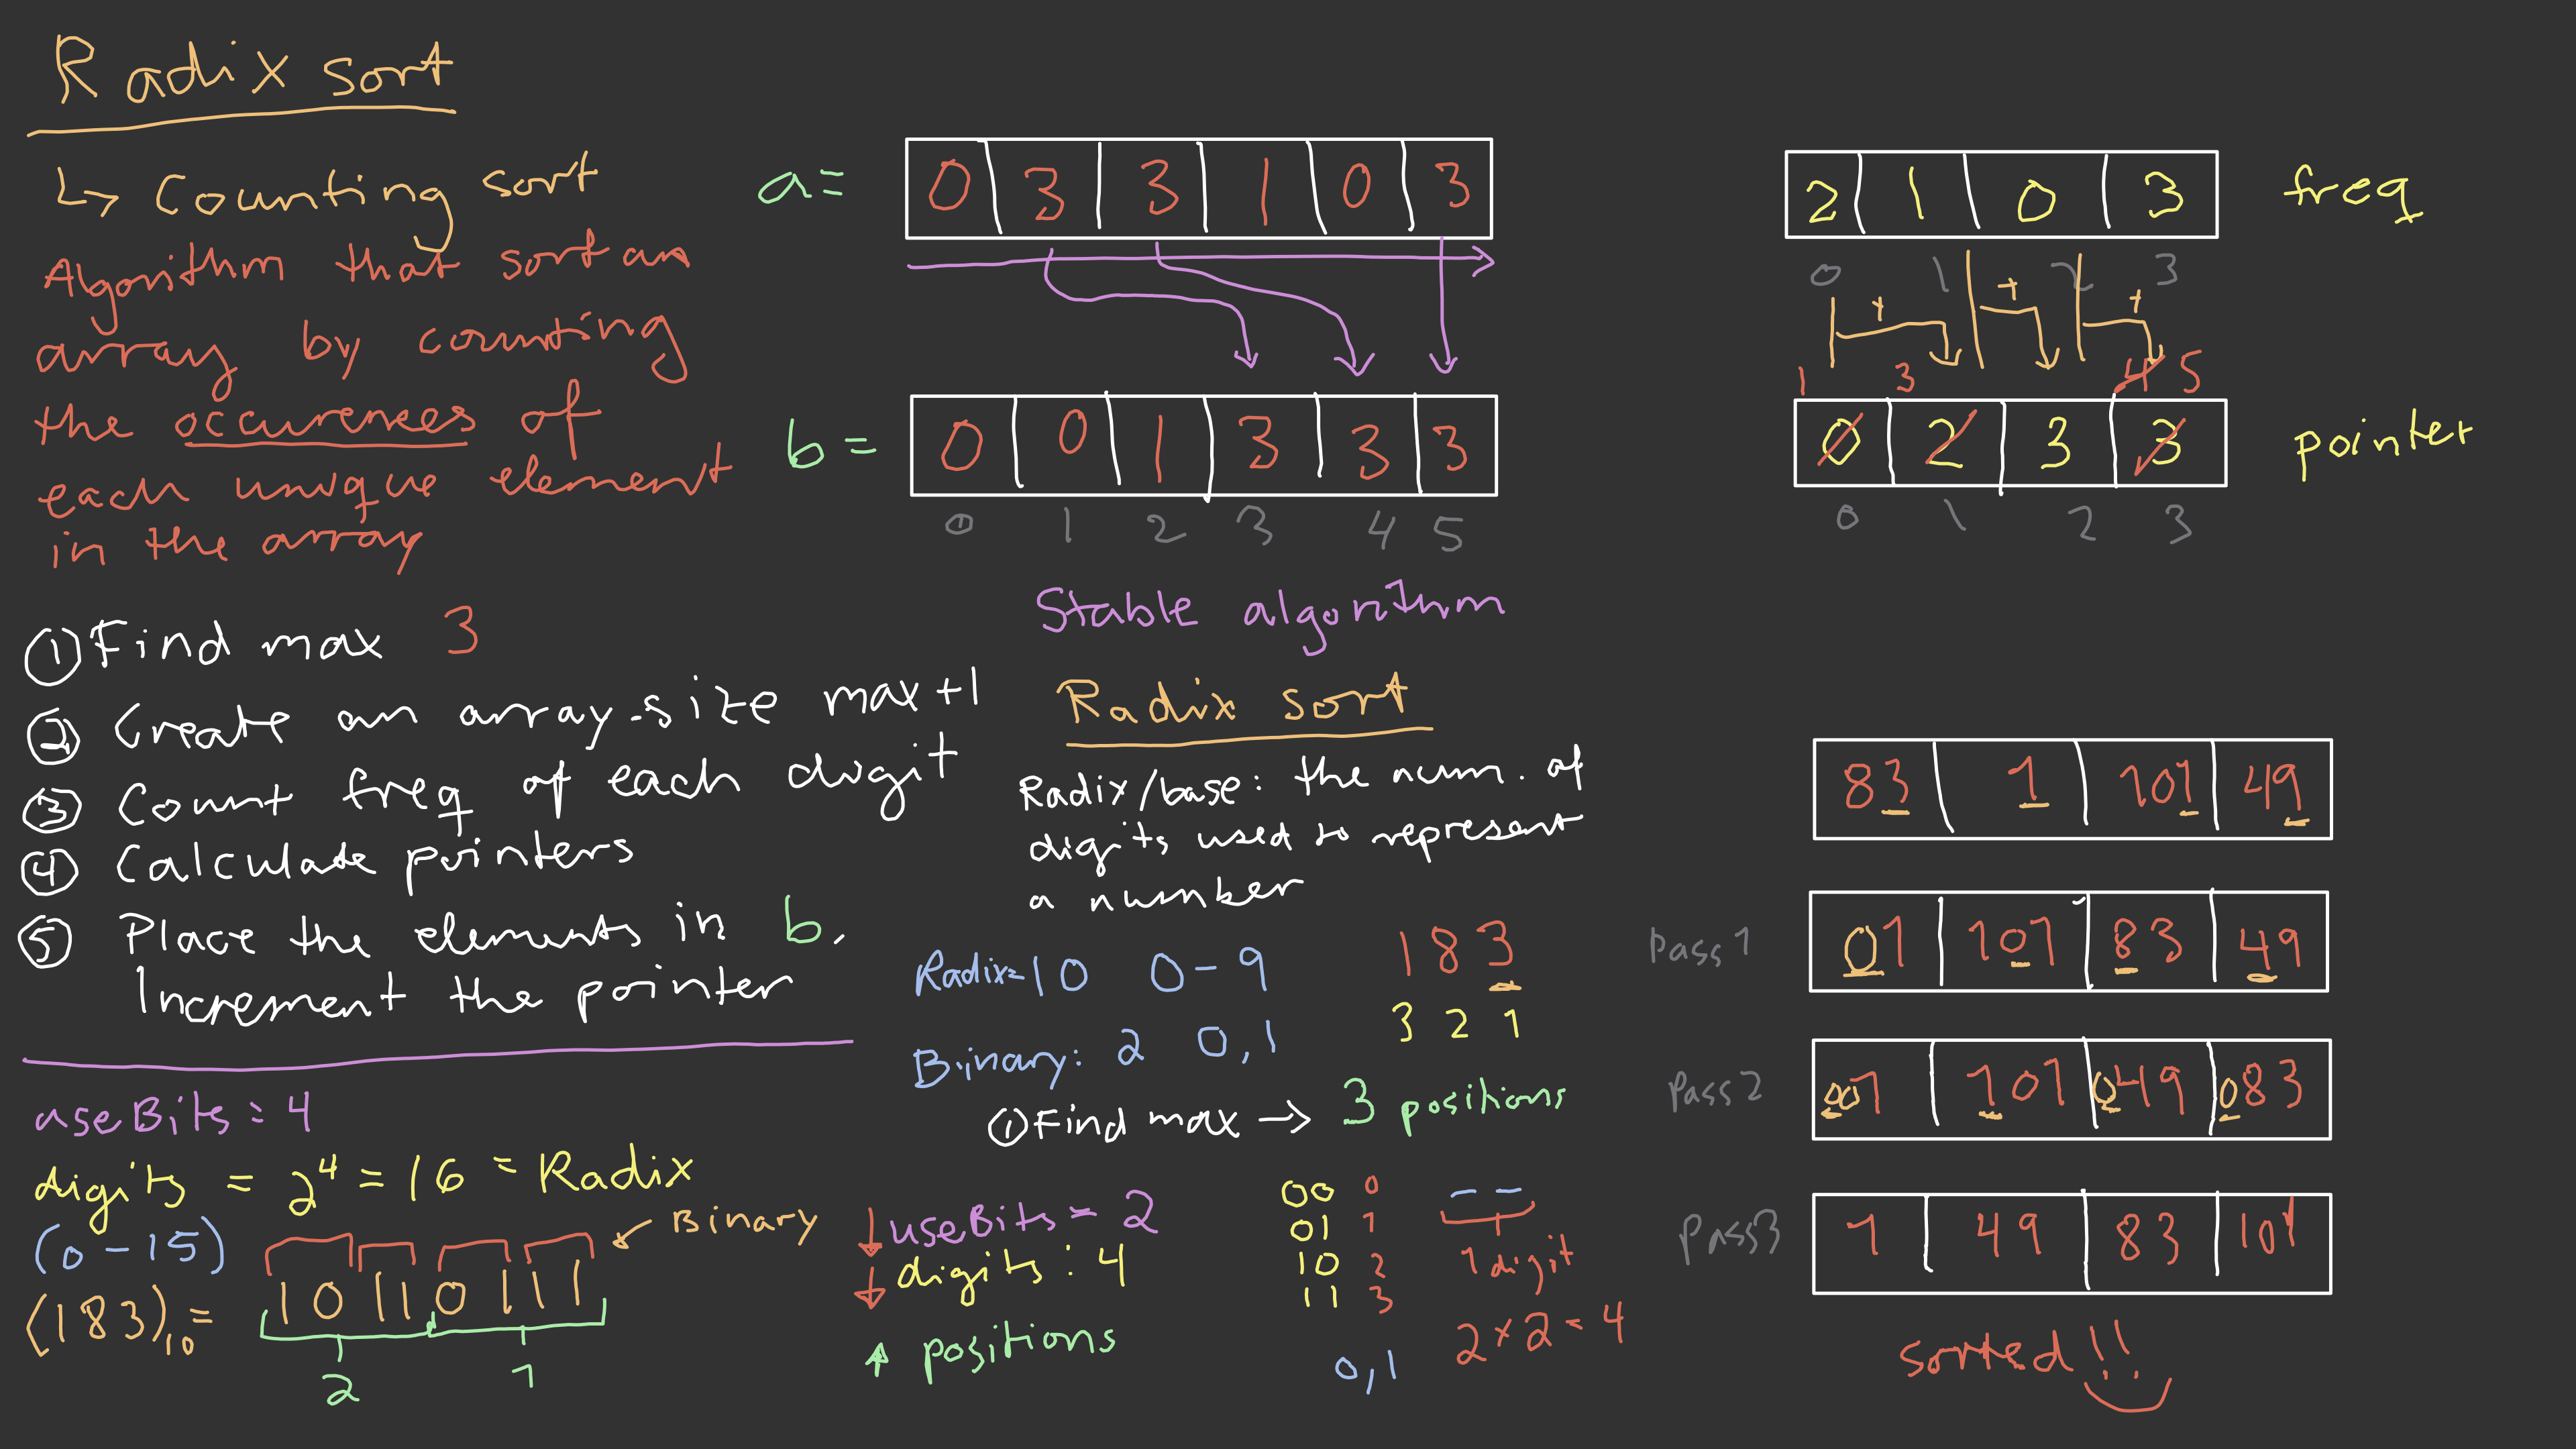 Radix sort
↳ Counting sort
Algorithm that sort an
array by counting
the occurences of
each unique element
in the array
① Find max 3
② Create an array-size max+1
③ Count freq of each digit
④ Calculate pointers
⑤ Place the elements in b.
Increment the pointer
useBits = 4
digits = 2⁴ = 16 = Radix
(0-15)
Binary
(183)₁₀ = 10110111
2 1
a = 0 3 3 1 0 3
b = 0 0 1 3 3 3
0 1 2 3 4 5
Stable algorithm
2 1 0 3 freq
0 1 2 3
+ + +
1 3 4 5
0 2 3 3 pointer
0 1 2 3
Radix sort
Radix/base: the num. of
digits used to represent
a number
Radix=10 0-9
Binary: 2 0,1
183
3 2 1
① Find max → 3 positions
↓ useBits = 2
↓ digits: 4
↑ positions
00 0
01 1
10 2
11 3
0,1
1 digit
2×2=4
83 1 101 49
Pass 1 01 101 83 49
Pass 2 001 101 049 083
Pass 3 1 49 83 101
sorted!!